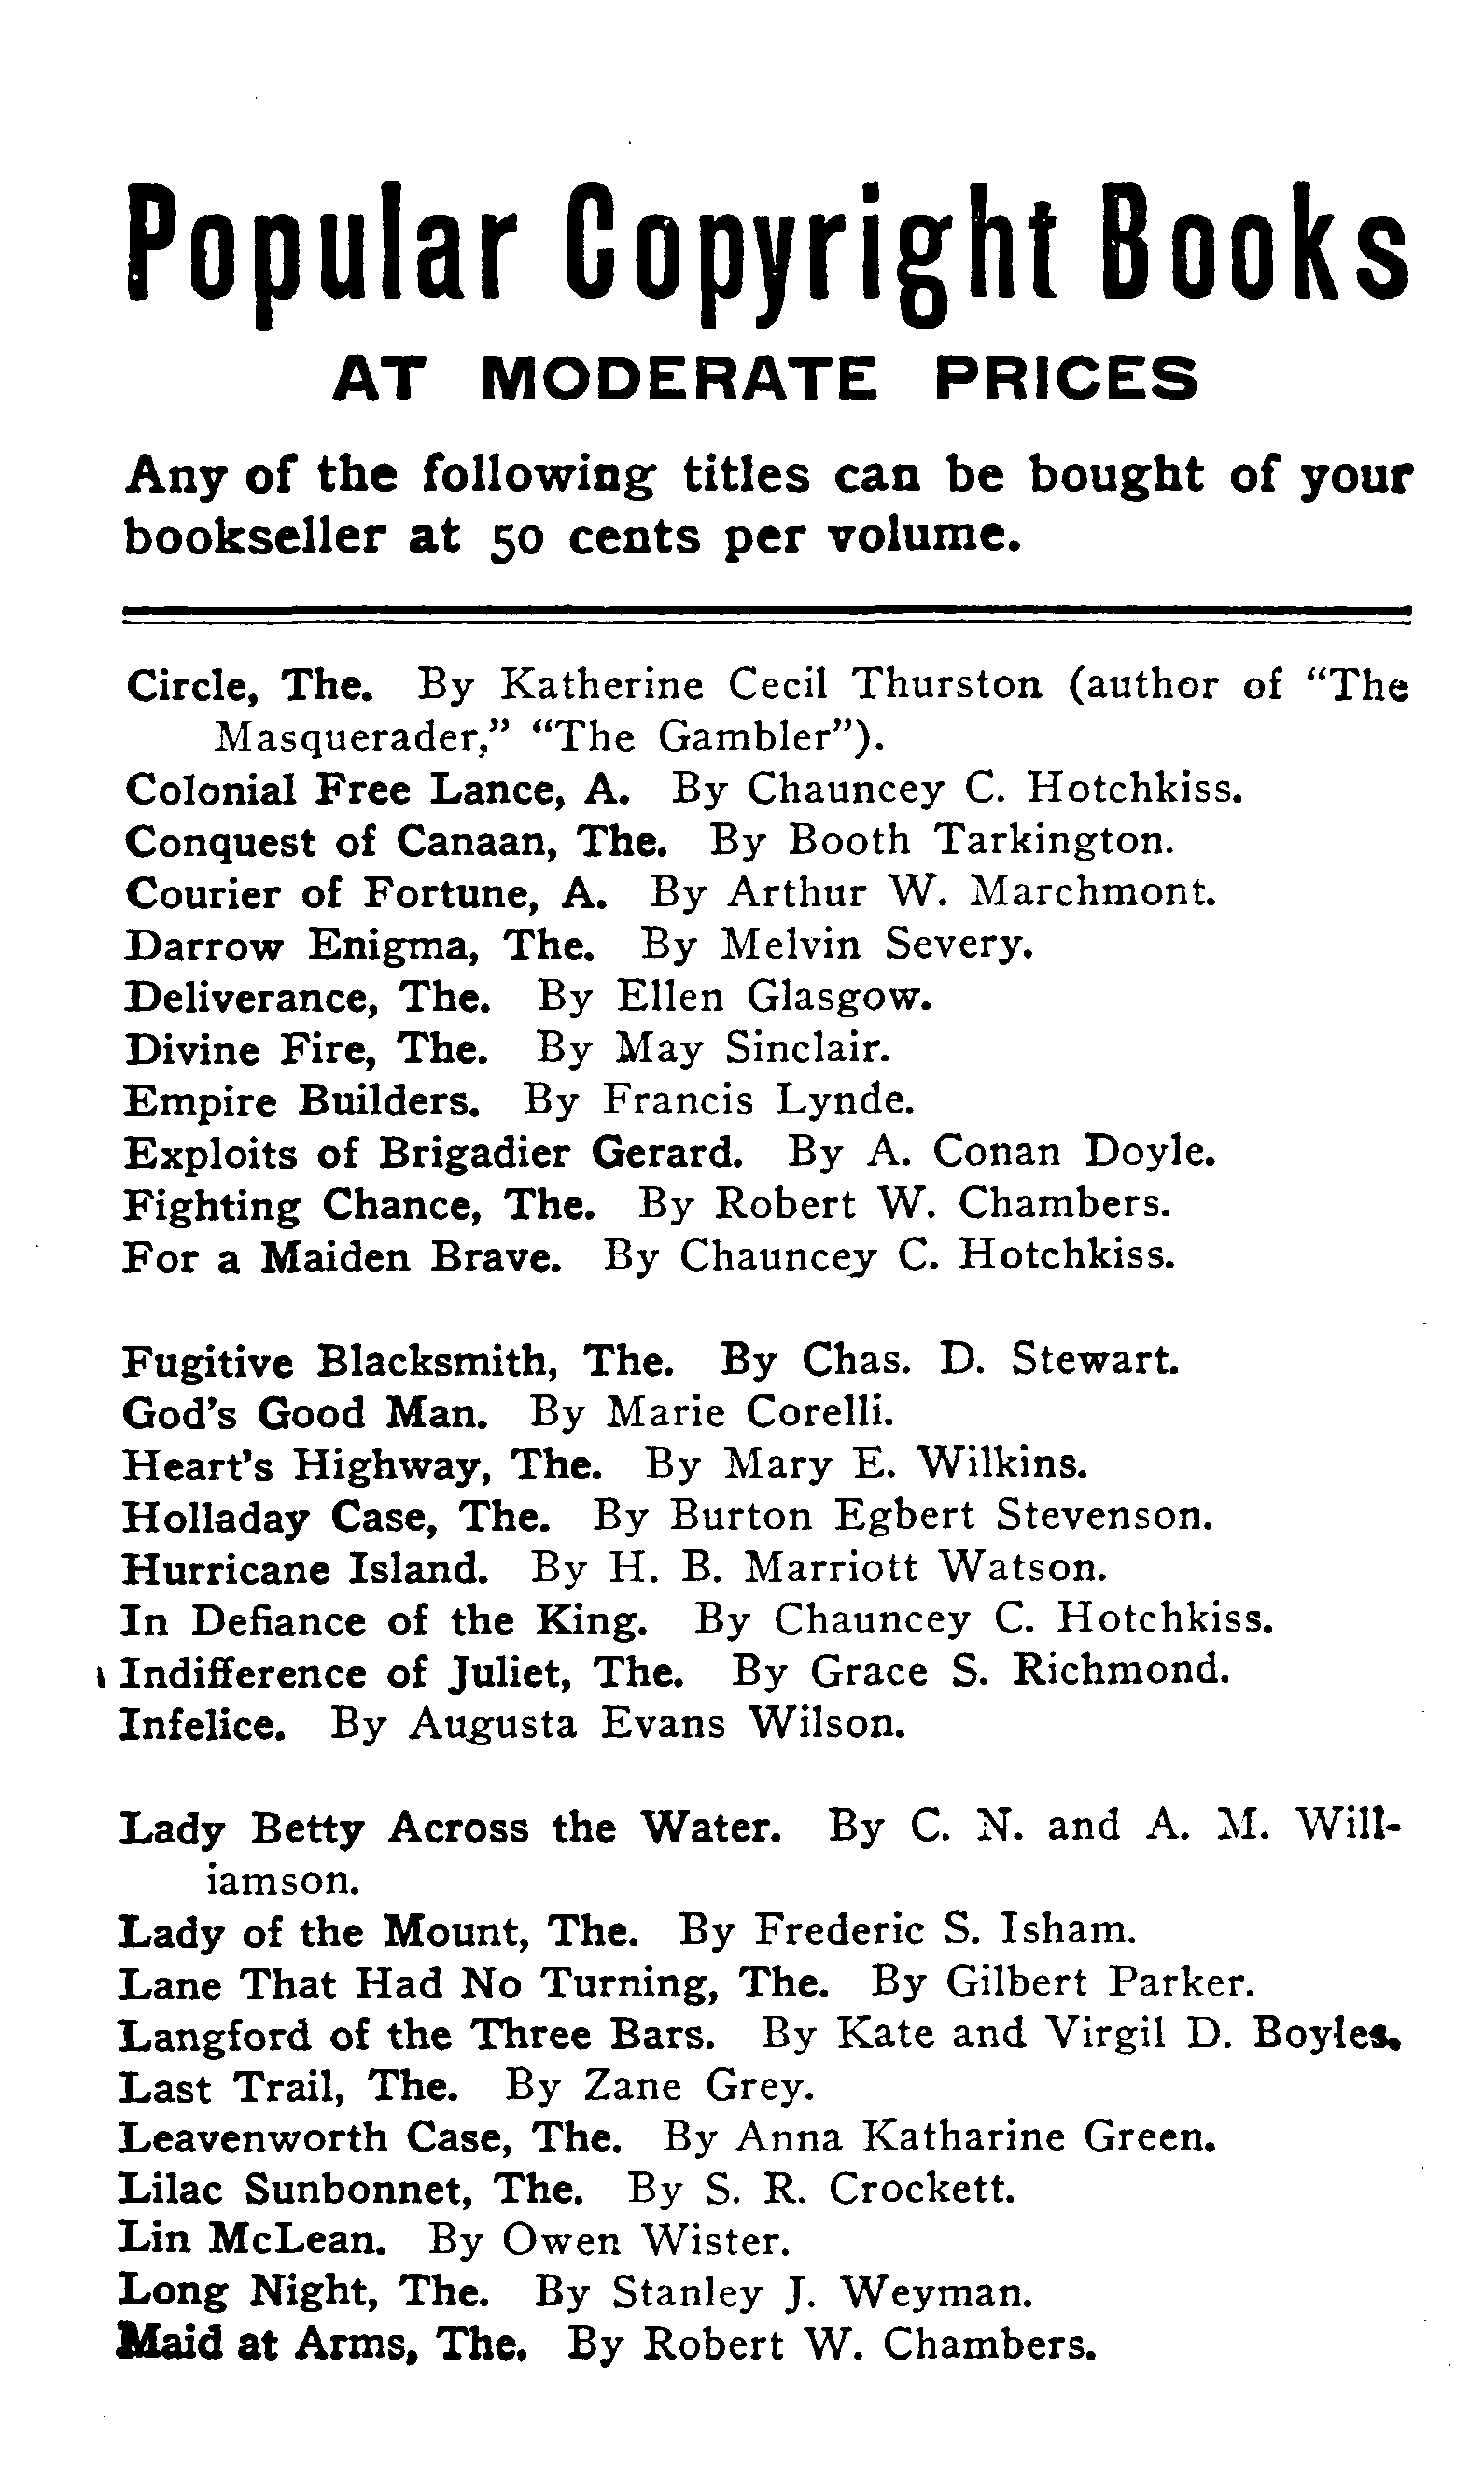 Popular Copyright Books
AT MODERATE PRICES
Any of the following titles can be bought of your
bookseller at 50 cents per volume.
Circle, The. By Katherine Cecil Thurston (author of "The
Masquerader," "The Gambler").
Colonial Free Lance, A. By Chauncey C. Hotchkiss.
Conquest of Canaan, The. By Booth Tarkington.
Courier of Fortune, A. By Arthur W. Marchmont.
Darrow Enigma, The. By Melvin Severy.
Deliverance, The. By Ellen Glasgow.
Divine Fire, The. By May Sinclair.
Empire Builders. By Francis Lynde.
Exploits of Brigadier Gerard. By A. Conan Doyle.
Fighting Chance, The. By Robert W. Chambers.
For a Maiden Brave. By Chauncey C. Hotchkiss.
Fugitive Blacksmith, The. By Chas. D. Stewart.
God's Good Man. By Marie Corelli.
Heart's Highway, The. By Mary E. Wilkins.
Holladay Case, The. By Burton Egbert Stevenson.
Hurricane Island. By H. B. Marriott Watson.
In Defiance of the King. By Chauncey C. Hotchkiss.
Indifference of Juliet, The. By Grace S. Richmond.
Infelice. By Augusta Evans Wilson.
Lady Betty Across the Water. By C. N. and A. M. Will-
iamson.
Lady of the Mount, The. By Frederic S. Isham.
Lane That Had No Turning, The. By Gilbert Parker.
Langford of the Three Bars. By Kate and Virgil D. Boyles.
Last Trail, The. By Zane Grey.
Leavenworth Case, The. By Anna Katharine Green.
Lilac Sunbonnet, The. By S. R. Crockett.
Lin McLean. By Owen Wister.
Long Night, The. By Stanley J. Weyman.
Maid at Arms, The. By Robert W. Chambers.